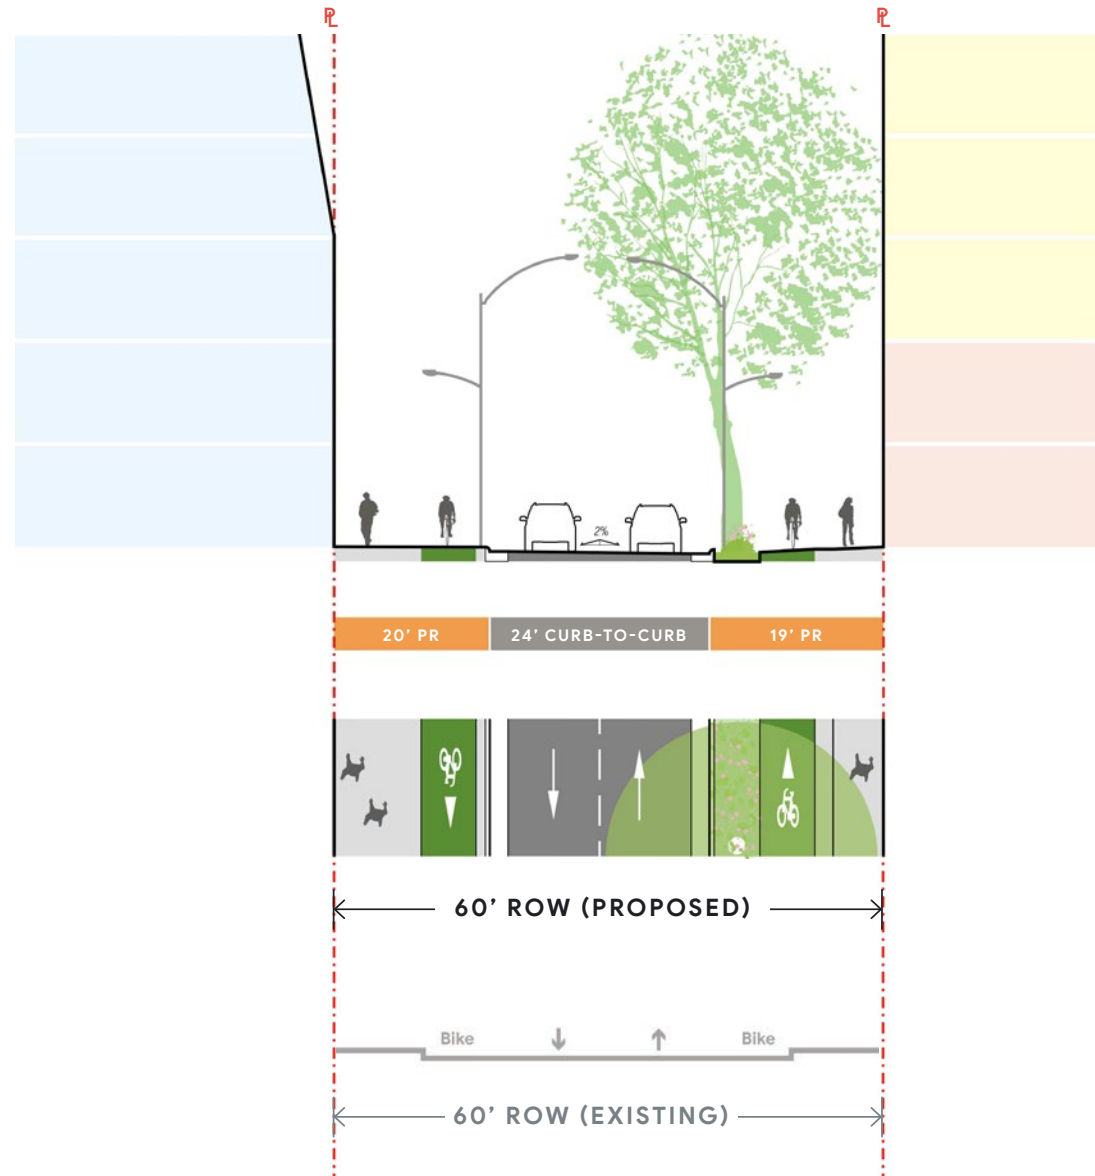 PL PL
2%
20’ PR 24’ CURB-TO-CURB 19’ PR
60’ ROW (PROPOSED)
Bike Bike
60’ ROW (EXISTING)